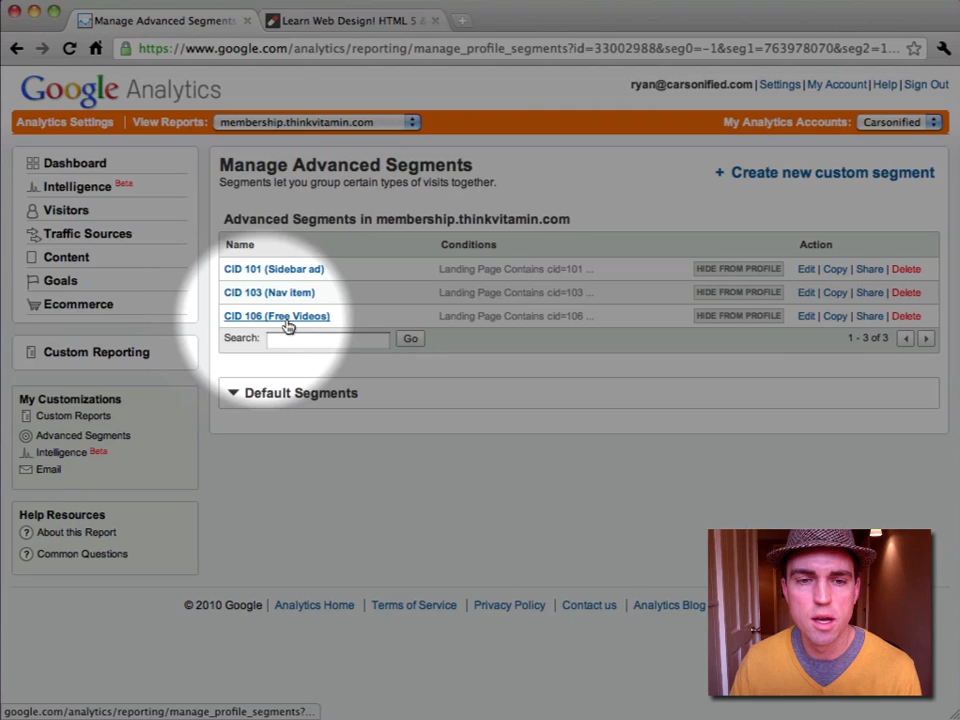 Manage Advanced Segments
Learn Web Design! HTML 5 &
https://www.google.com/analytics/reporting/manage_profile_segments?id=33002988&seg0=-1&seg1=763978070&seg2=1...
Google Analytics
ryan@carsonified.com | Settings | My Account | Help | Sign Out
Analytics Settings | View Reports: membership.thinkvitamin.com
My Analytics Accounts: Carsonified
Dashboard
Intelligence Beta
Visitors
Traffic Sources
Content
Goals
Ecommerce
Custom Reporting
My Customizations
Custom Reports
Advanced Segments
Intelligence Beta
Email
Help Resources
? About this Report
? Common Questions
Manage Advanced Segments
Segments let you group certain types of visits together.
+ Create new custom segment
Advanced Segments in membership.thinkvitamin.com
Name Conditions Action
CID 101 (Sidebar ad) Landing Page Contains cid=101 ... HIDE FROM PROFILE Edit | Copy | Share | Delete
CID 103 (Nav item) Landing Page Contains cid=103 ... HIDE FROM PROFILE Edit | Copy | Share | Delete
CID 106 (Free Videos) Landing Page Contains cid=106 ... HIDE FROM PROFILE Edit | Copy | Share | Delete
Search: Go 1 - 3 of 3
Default Segments
© 2010 Google | Analytics Home | Terms of Service | Privacy Policy | Contact us | Analytics Blog
google.com/analytics/reporting/manage_profile_segments?...